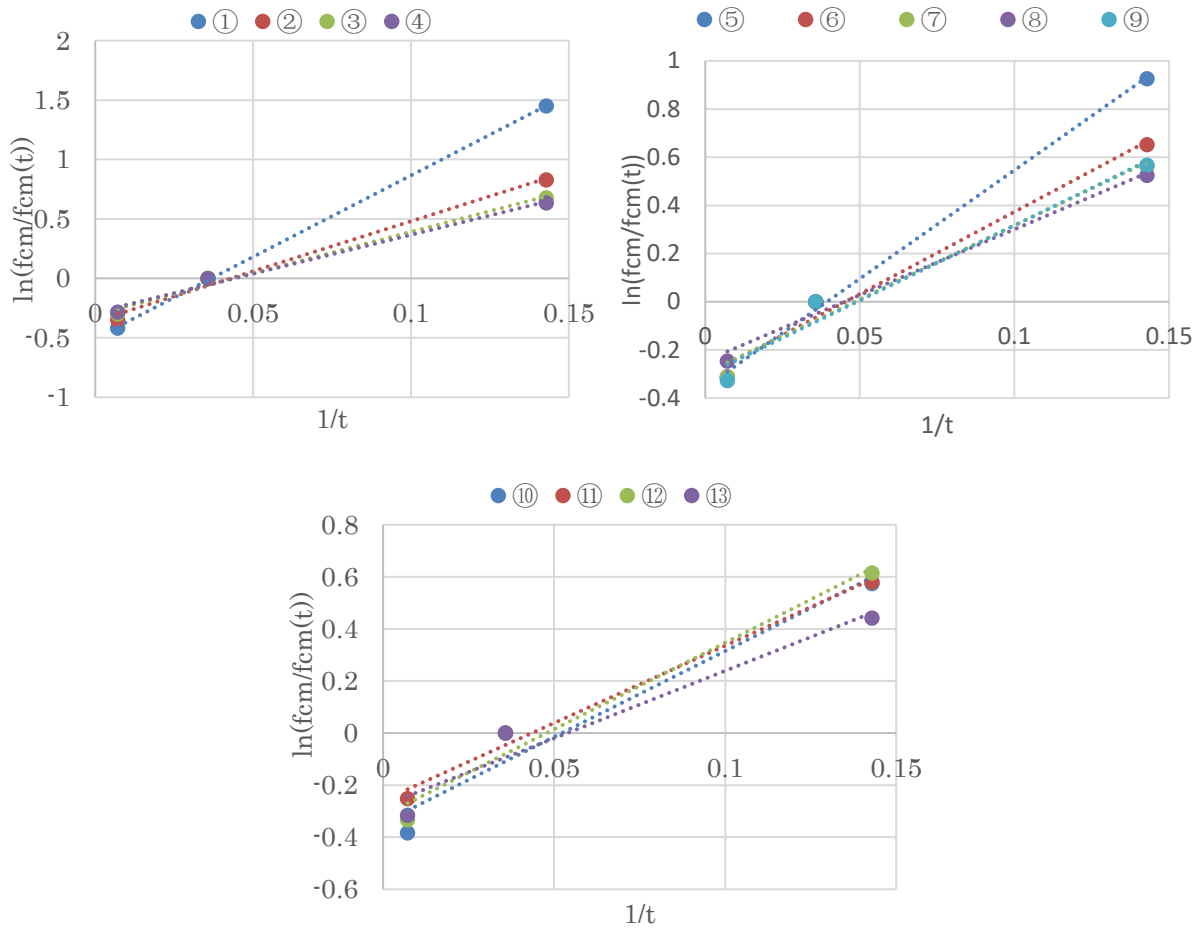 ① ② ③ ④
2
1.5
1
0.5
0
-0.5
-1
0 0.05 0.1 0.15
ln(fcm/fcm(t))
1/t
⑤ ⑥ ⑦ ⑧ ⑨
1
0.8
0.6
0.4
0.2
0
-0.2
-0.4
0 0.05 0.1 0.15
ln(fcm/fcm(t))
1/t
⑩ ⑪ ⑫ ⑬
0.8
0.6
0.4
0.2
0
-0.2
-0.4
-0.6
0 0.05 0.1 0.15
ln(fcm/fcm(t))
1/t